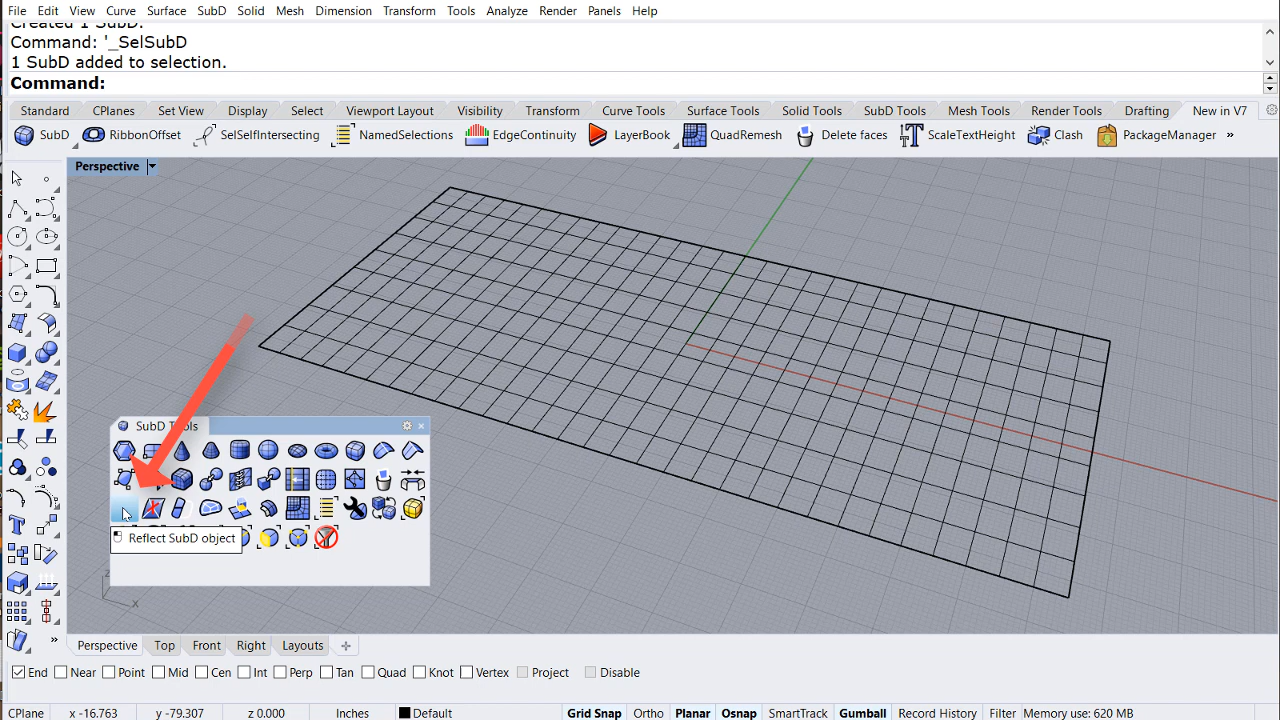 File Edit View Curve Surface SubD Solid Mesh Dimension Transform Tools Analyze Render Panels Help
Created 1 SubD.
Command: '_SelSubD
1 SubD added to selection.
Command:
Standard CPlanes Set View Display Select Viewport Layout Visibility Transform Curve Tools Surface Tools Solid Tools SubD Tools Mesh Tools Render Tools Drafting New in V7
SubD RibbonOffset SelSelfIntersecting NamedSelections EdgeContinuity LayerBook QuadRemesh Delete faces ScaleTextHeight Clash PackageManager »
Perspective
SubD Tools
Reflect SubD object
z
x
»
Perspective Top Front Right Layouts
End Near Point Mid Cen Int Perp Tan Quad Knot Vertex Project Disable
CPlane x -16.763 y -79.307 z 0.000 Inches Default Grid Snap Ortho Planar Osnap SmartTrack Gumball Record History Filter Memory use: 620 MB